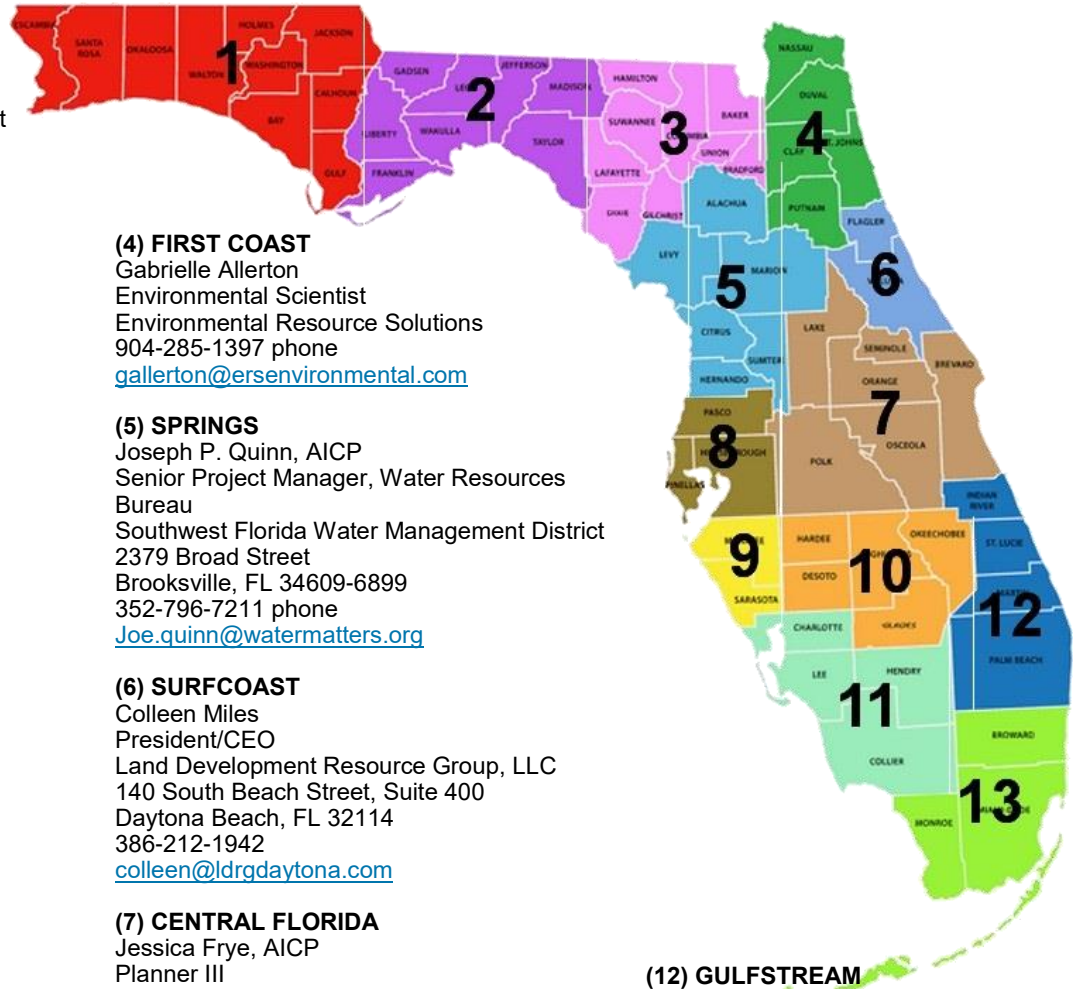 ESCAMBIA
SANTA
ROSA
OKALOOSA
WALTON
HOLMES
WASHINGTON
JACKSON
CALHOUN
BAY
GULF
1
GADSEN
LIBERTY
FRANKLIN
WAKULLA
JEFFERSON
MADISON
TAYLOR
2
HAMILTON
SUWANNEE
LAFAYETTE
GILCHRIST
UNION
BAKER
BRADFORD
3
NASSAU
DUVAL
CLAY
PUTNAM
4
ALACHUA
LEVY
MARION
CITRUS
SUMTER
HERNANDO
5
FLAGLER
6
LAKE
SEMINOLE
ORANGE
BREVARD
OSCEOLA
POLK
7
PASCO
PINELLAS
8
SARASOTA
9
HARDEE
DESOTO
OKEECHOBEE
GLADES
10
CHARLOTTE
LEE
HENDRY
COLLIER
11
INDIAN
RIVER
ST. LUCIE
PALM BEACH
12
BROWARD
MONROE
13
t
(4) FIRST COAST
Gabrielle Allerton
Environmental Scientist
Environmental Resource Solutions
904-285-1397 phone
gallerton@ersenvironmental.com
(5) SPRINGS
Joseph P. Quinn, AICP
Senior Project Manager, Water Resources
Bureau
Southwest Florida Water Management District
2379 Broad Street
Brooksville, FL 34609-6899
352-796-7211 phone
Joe.quinn@watermatters.org
(6) SURFCOAST
Colleen Miles
President/CEO
Land Development Resource Group, LLC
140 South Beach Street, Suite 400
Daytona Beach, FL 32114
386-212-1942
colleen@ldrgdaytona.com
(7) CENTRAL FLORIDA
Jessica Frye, AICP
Planner III
(12) GULFSTREAM